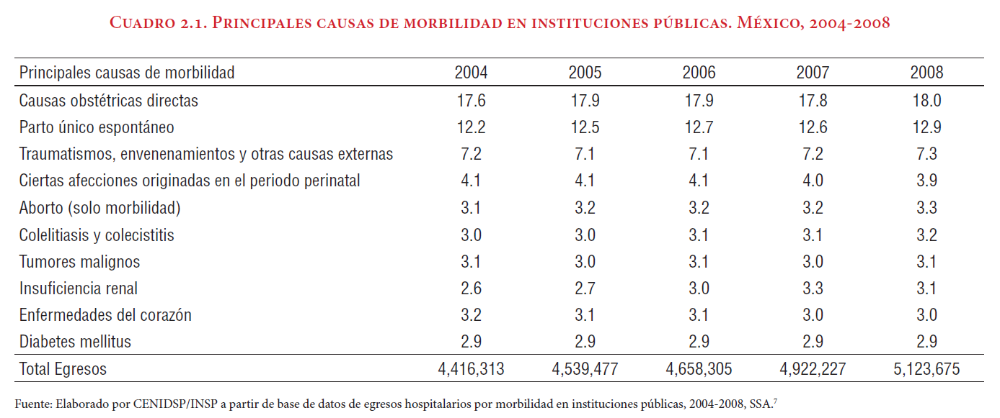 Cuadro 2.1. Principales causas de morbilidad en instituciones públicas. México, 2004-2008
Principales causas de morbilidad 2004 2005 2006 2007 2008
Causas obstétricas directas 17.6 17.9 17.9 17.8 18.0
Parto único espontáneo 12.2 12.5 12.7 12.6 12.9
Traumatismos, envenenamientos y otras causas externas 7.2 7.1 7.1 7.2 7.3
Ciertas afecciones originadas en el periodo perinatal 4.1 4.1 4.1 4.0 3.9
Aborto (solo morbilidad) 3.1 3.2 3.2 3.2 3.3
Colelitiasis y colecistitis 3.0 3.0 3.1 3.1 3.2
Tumores malignos 3.1 3.0 3.1 3.0 3.1
Insuficiencia renal 2.6 2.7 3.0 3.3 3.1
Enfermedades del corazón 3.2 3.1 3.1 3.0 3.0
Diabetes mellitus 2.9 2.9 2.9 2.9 2.9
Total Egresos 4,416,313 4,539,477 4,658,305 4,922,227 5,123,675
Fuente: Elaborado por CENIDSP/INSP a partir de base de datos de egresos hospitalarios por morbilidad en instituciones públicas, 2004-2008, SSA.⁷